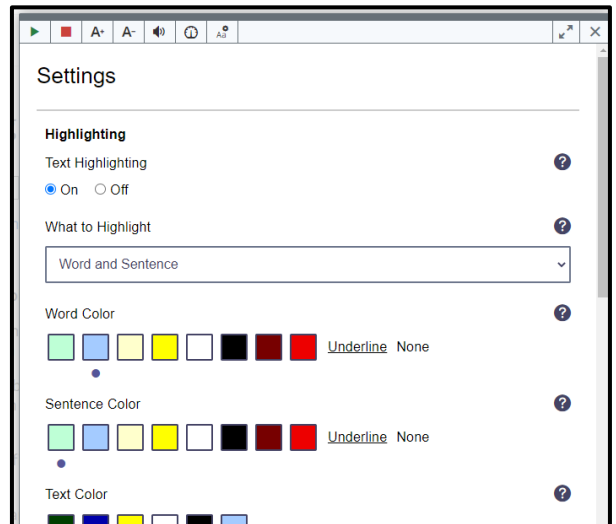 A+ A- Aa
Settings
Highlighting
Text Highlighting ?
On Off
What to Highlight ?
Word and Sentence
Word Color ?
Underline None
Sentence Color ?
Underline None
Text Color ?